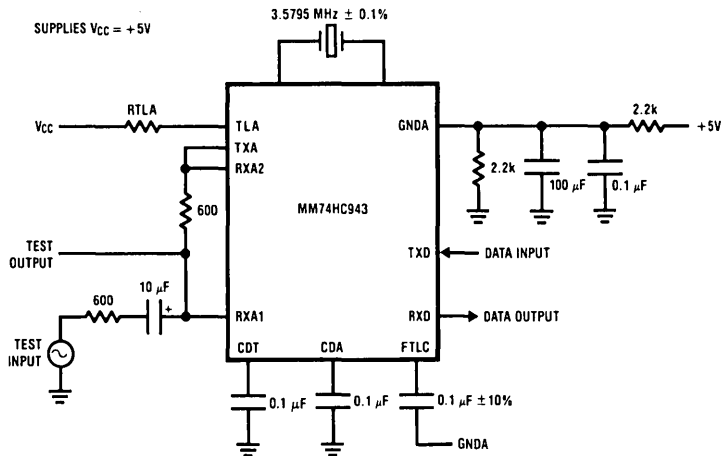 3.5795 MHz ± 0.1%
SUPPLIES VCC = +5V
RTLA
VCC
TLA
TXA
RXA2
GNDA
2.2k
+5V
2.2k
100 µF
0.1 µF
600
MM74HC943
TEST
OUTPUT
TXD
DATA INPUT
10 µF
+
600
RXA1
RXD
DATA OUTPUT
TEST
INPUT
CDT
CDA
FTLC
0.1 µF
0.1 µF
0.1 µF ±10%
GNDA